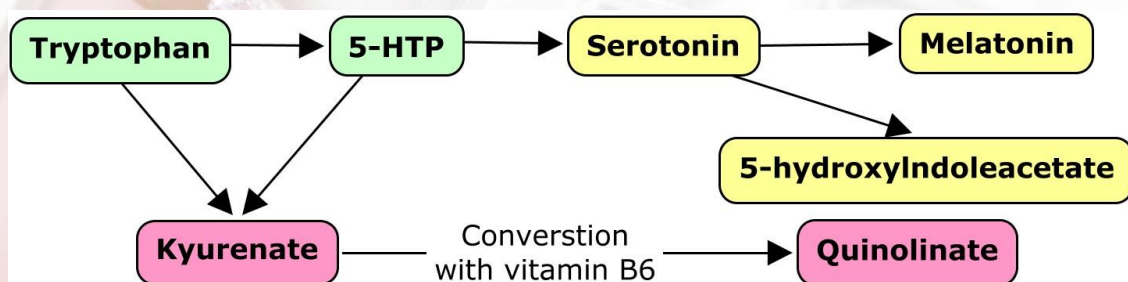 Tryptophan
5-HTP
Serotonin
Melatonin
5-hydroxylndoleacetate
Kyurenate
Converstion
with vitamin B6
Quinolinate